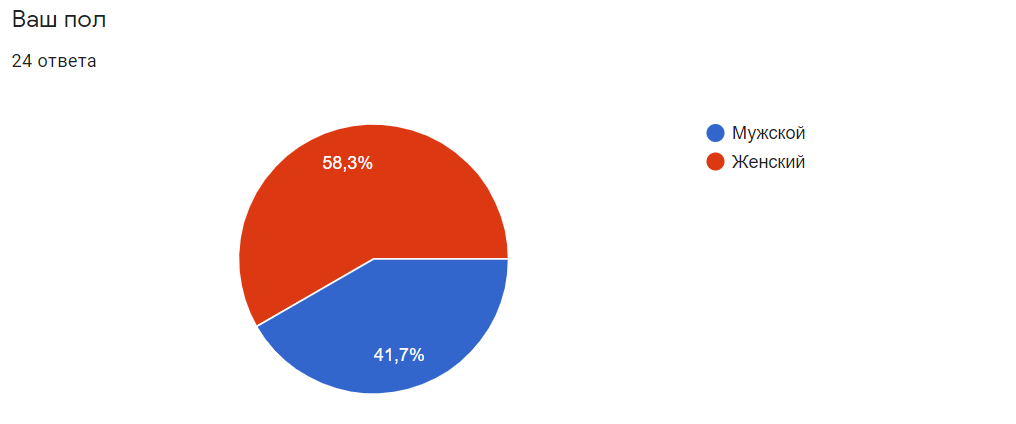 Ваш пол
24 ответа
58,3%
41,7%
Мужской
Женский